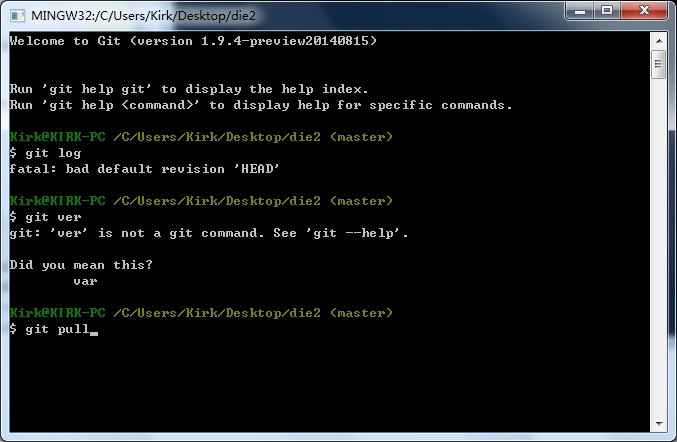 MINGW32:/C/Users/Kirk/Desktop/die2
Welcome to Git (version 1.9.4-preview20140815)
Run 'git help git' to display the help index.
Run 'git help <command>' to display help for specific commands.
Kirk@KIRK-PC /C/Users/Kirk/Desktop/die2 (master)
$ git log
fatal: bad default revision 'HEAD'
Kirk@KIRK-PC /C/Users/Kirk/Desktop/die2 (master)
$ git ver
git: 'ver' is not a git command. See 'git --help'.
Did you mean this?
var
Kirk@KIRK-PC /C/Users/Kirk/Desktop/die2 (master)
$ git pull